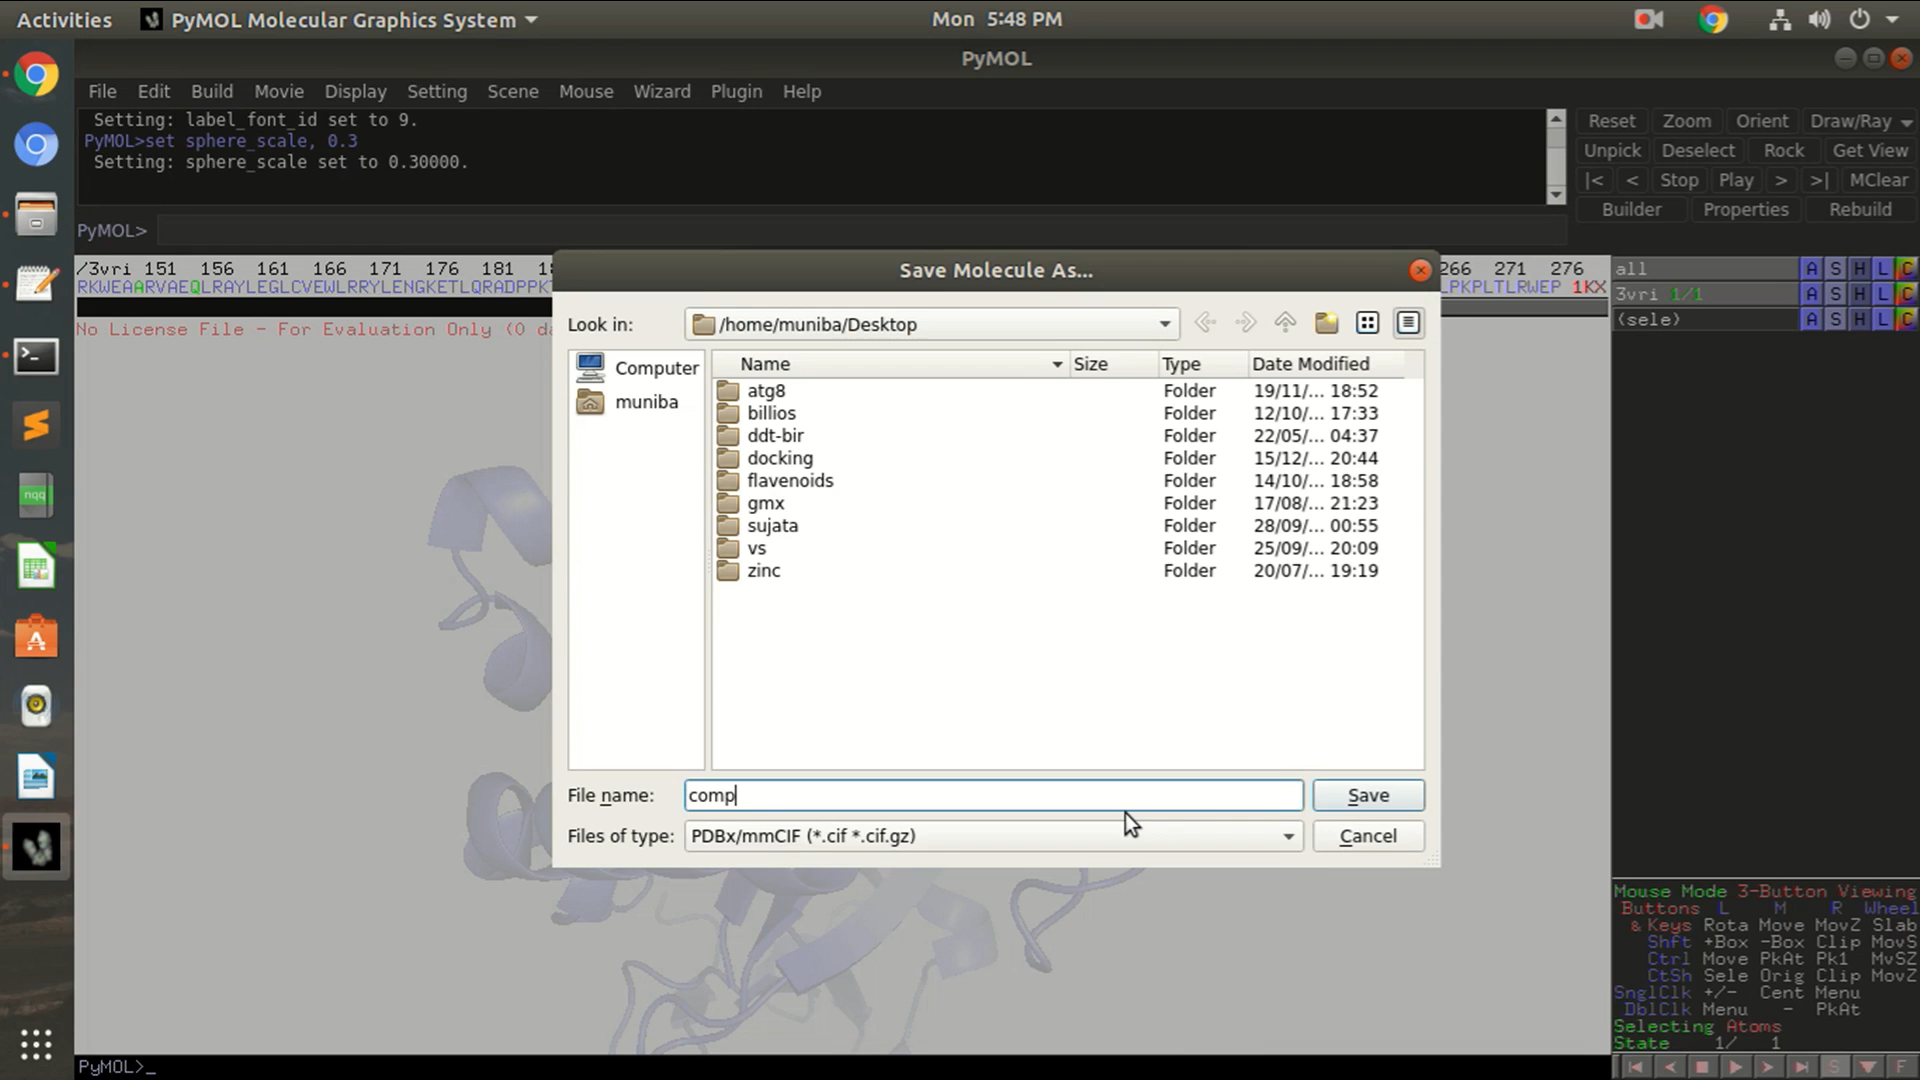 Activities PyMOL Molecular Graphics System Mon 5:48 PM
PyMOL
File Edit Build Movie Display Setting Scene Mouse Wizard Plugin Help
Setting: label_font_id set to 9.
PyMOL>set sphere_scale, 0.3
Setting: sphere_scale set to 0.30000.
PyMOL>
Reset Zoom Orient Draw/Ray
Unpick Deselect Rock Get View
|< < Stop Play > >| MClear
Builder Properties Rebuild
/3vri 151 156 161 166 171 176 181
RKWEAARVAEQLRAYLEGLCVEWLRRYLENGKETLQRADPPK
266 271 276
LPKPLTLRWEP 1KX
No License File - For Evaluation Only (0 da
all A S H L C
3vri 1/1 A S H L C
(sele) A S H L C
Save Molecule As...
Look in: /home/muniba/Desktop
Computer
muniba
Name Size Type Date Modified
atg8 Folder 19/11/... 18:52
billios Folder 12/10/... 17:33
ddt-bir Folder 22/05/... 04:37
docking Folder 15/12/... 20:44
flavenoids Folder 14/10/... 18:58
gmx Folder 17/08/... 21:23
sujata Folder 28/09/... 00:55
vs Folder 25/09/... 20:09
zinc Folder 20/07/... 19:19
File name: comp Save
Files of type: PDBx/mmCIF (*.cif *.cif.gz) Cancel
nqq
Mouse Mode 3-Button Viewing
Buttons L M R Wheel
& Keys Rota Move MovZ Slab
Shft +Box -Box Clip MovS
Ctrl Move PkAt Pk1 MvSZ
CtSh Sele Orig Clip MovZ
SnglClk +/- Cent Menu
DblClk Menu - PkAt
Selecting Atoms
State 1/ 1
S F
PyMOL>_